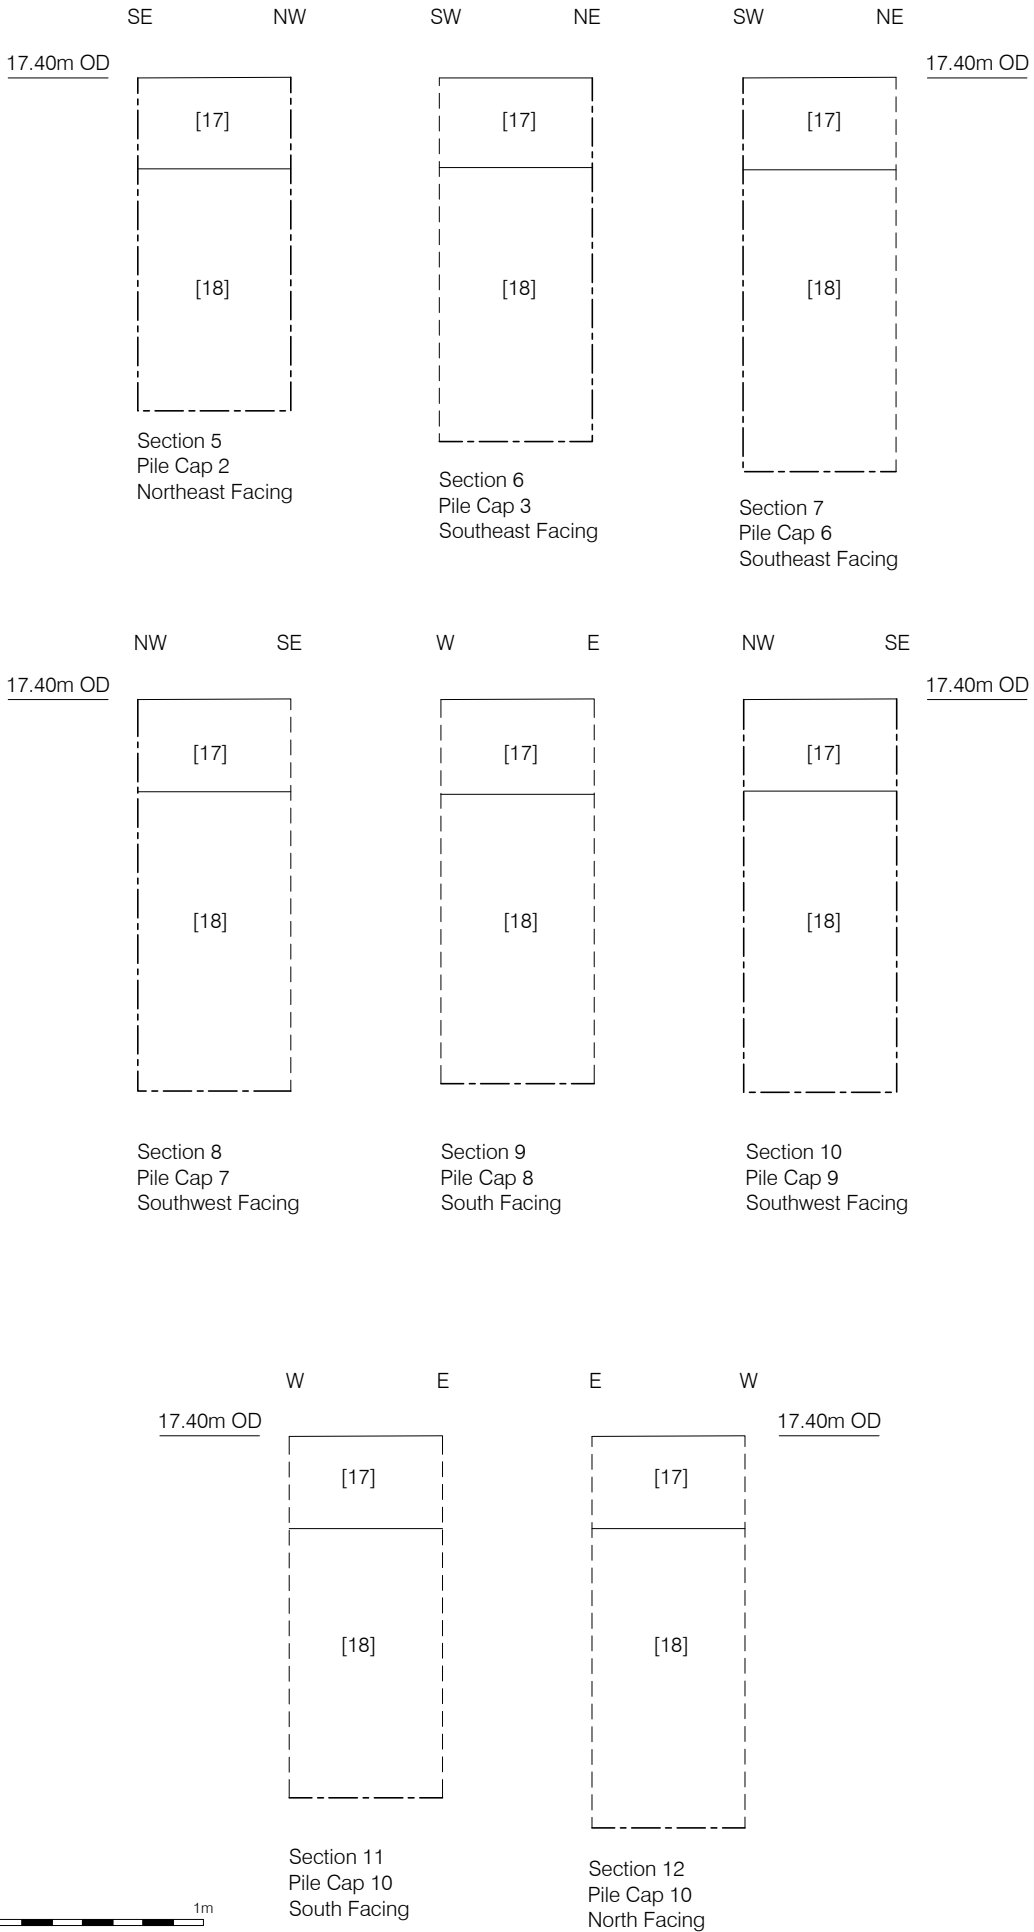 SE NW SW NE SW NE
17.40m OD 17.40m OD
[17] [17] [17]
[18] [18] [18]
Section 5
Pile Cap 2
Northeast Facing
Section 6
Pile Cap 3
Southeast Facing
Section 7
Pile Cap 6
Southeast Facing
NW SE W E NW SE
17.40m OD 17.40m OD
[17] [17] [17]
[18] [18] [18]
Section 8
Pile Cap 7
Southwest Facing
Section 9
Pile Cap 8
South Facing
Section 10
Pile Cap 9
Southwest Facing
W E E W
17.40m OD 17.40m OD
[17] [17]
[18] [18]
Section 11
Pile Cap 10
South Facing
Section 12
Pile Cap 10
North Facing
1m